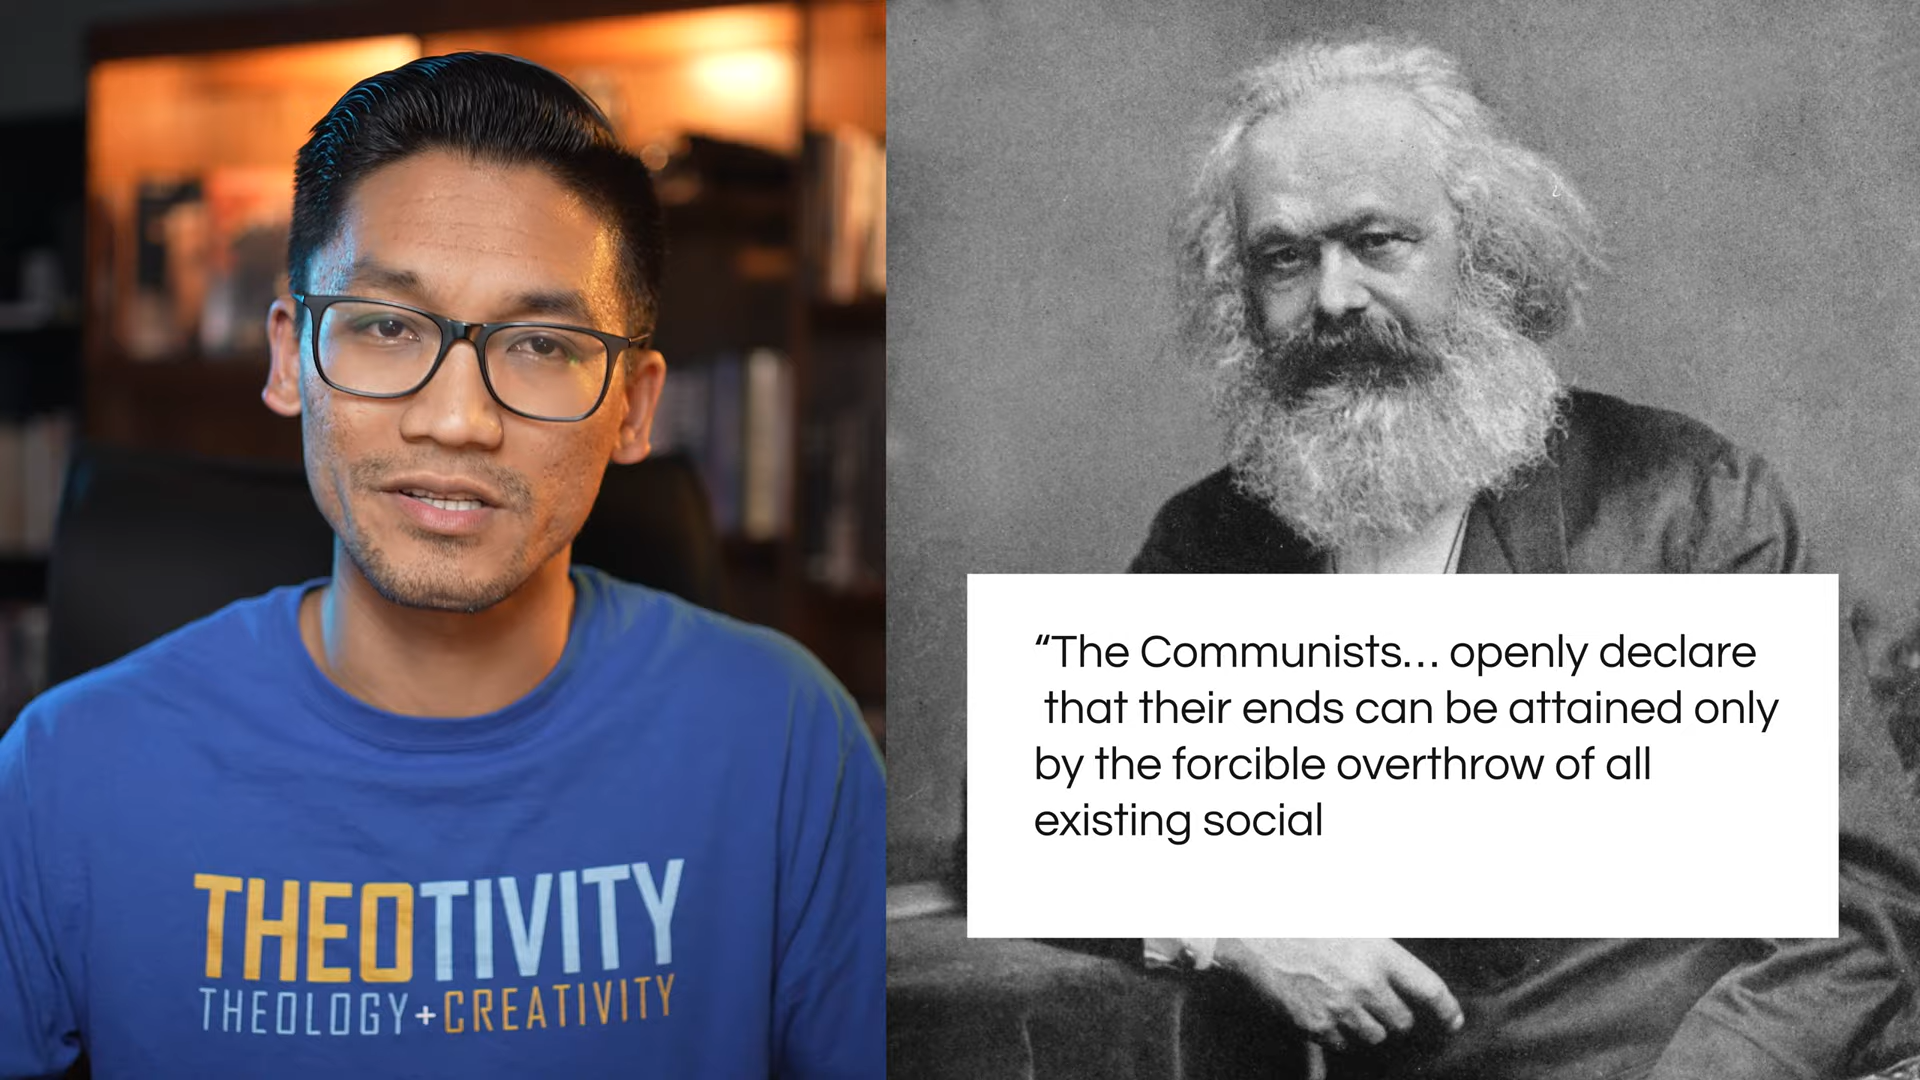 THEOTIVITY
THEOLOGY+CREATIVITY
“The Communists… openly declare
that their ends can be attained only
by the forcible overthrow of all
existing social